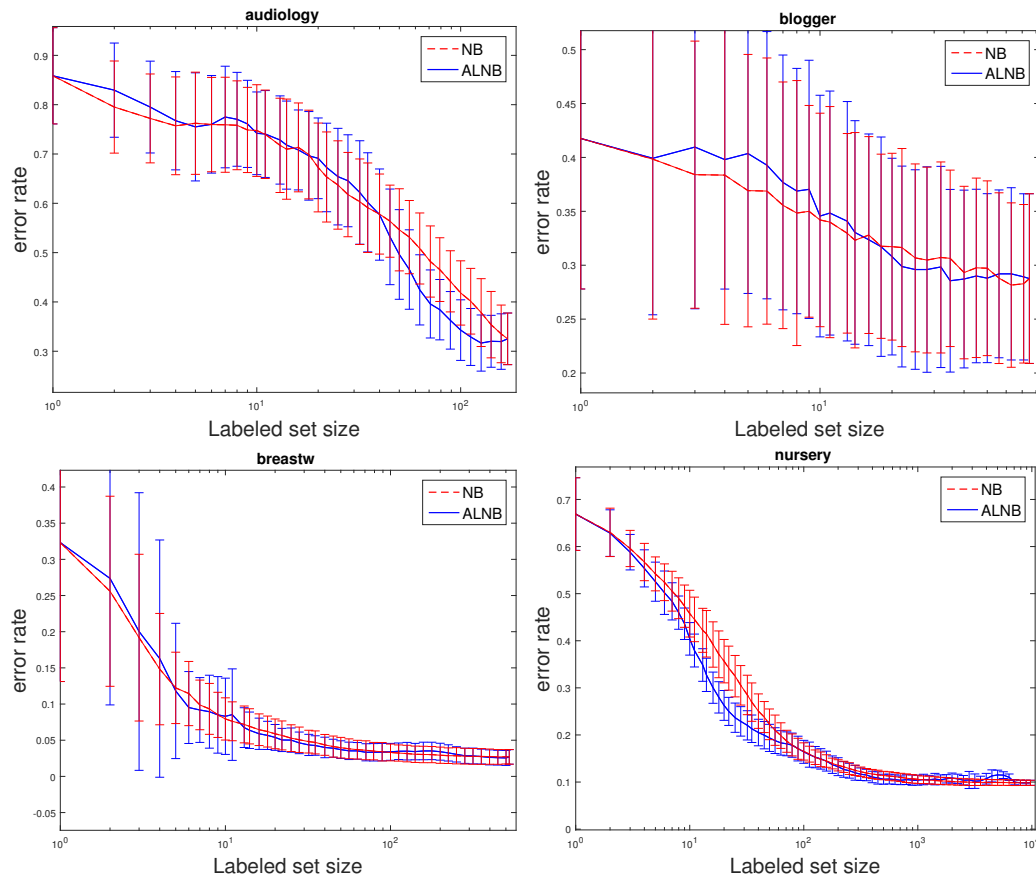 audiology
error rate
0.9
0.8
0.7
0.6
0.5
0.4
0.3
10^0
10^1
10^2
Labeled set size
NB
ALNB
blogger
error rate
0.5
0.45
0.4
0.35
0.3
0.25
0.2
10^0
10^1
Labeled set size
NB
ALNB
breastw
error rate
0.4
0.35
0.3
0.25
0.2
0.15
0.1
0.05
0
-0.05
10^0
10^1
10^2
Labeled set size
NB
ALNB
nursery
error rate
0.7
0.6
0.5
0.4
0.3
0.2
0.1
0
10^0
10^1
10^2
10^3
10^4
Labeled set size
NB
ALNB